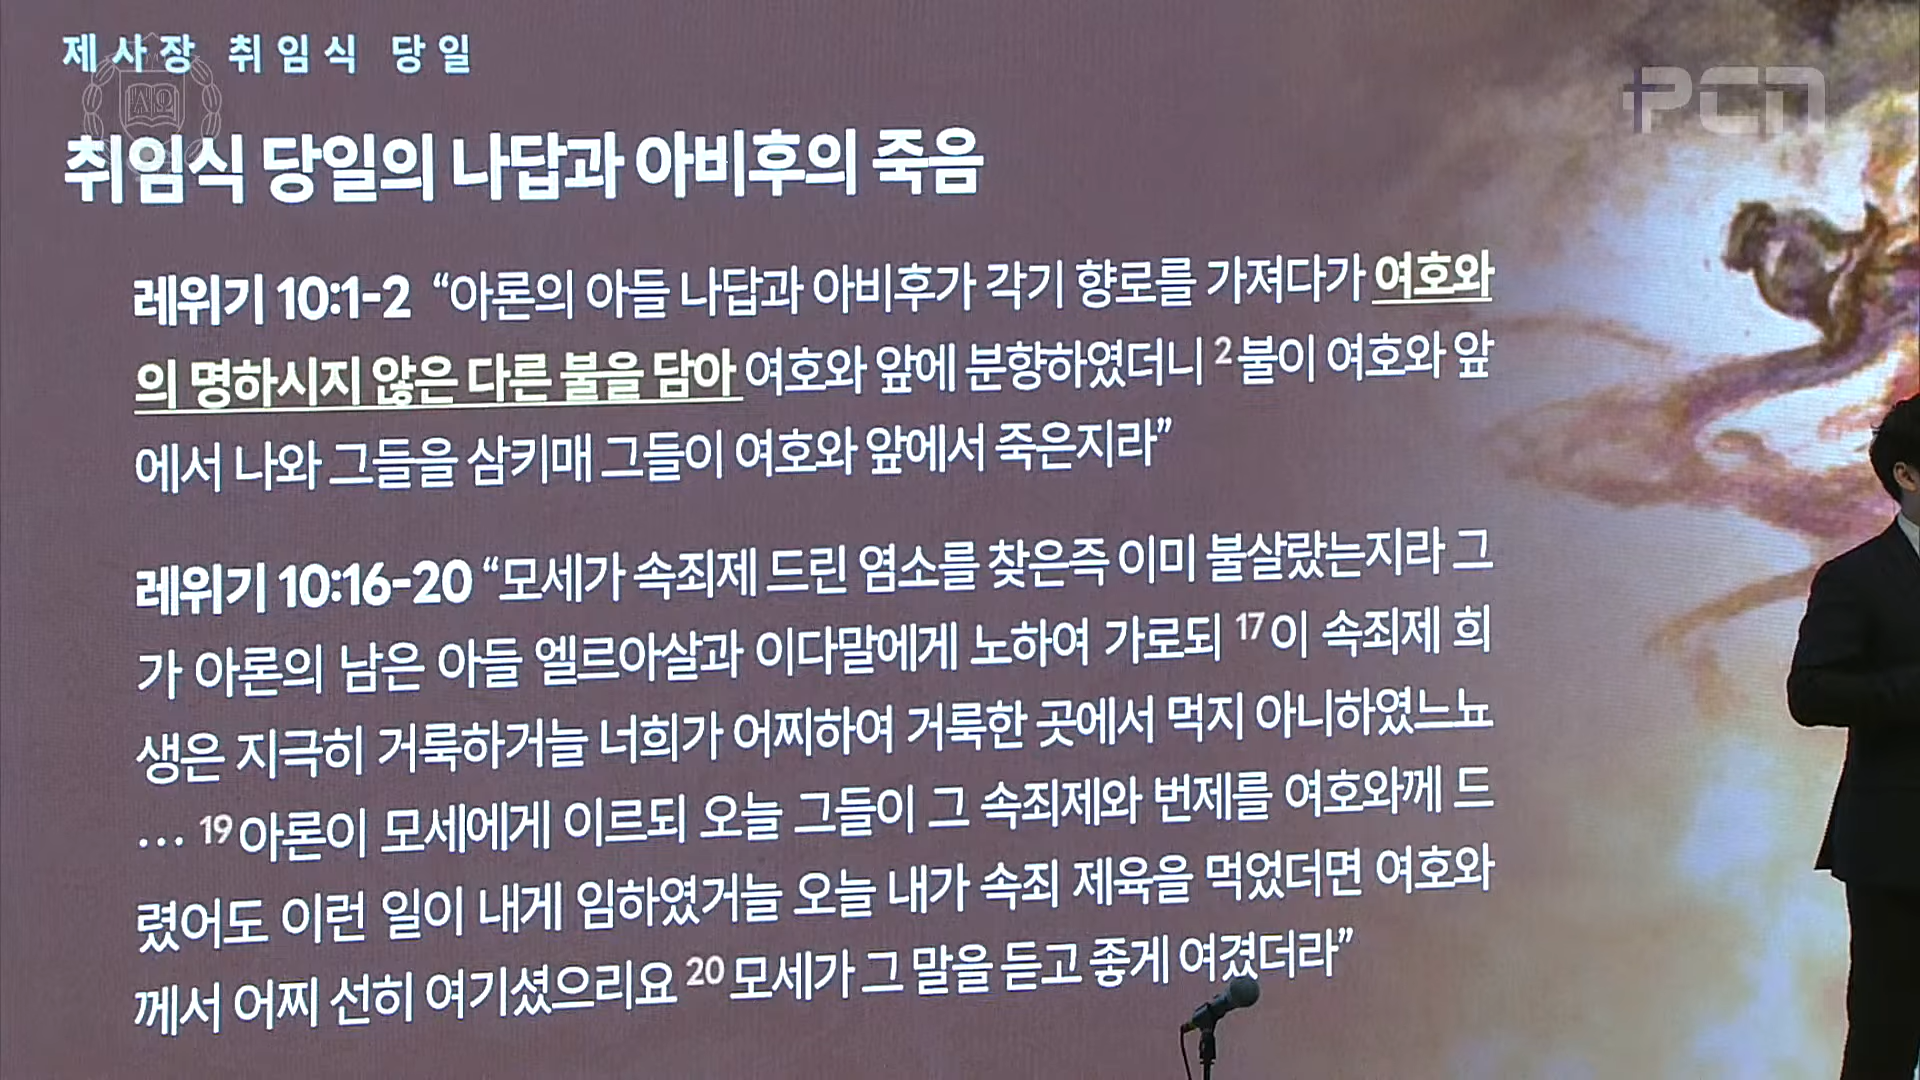 제사장 취임식 당일
PCN
ΑΩ
취임식 당일의 나답과 아비후의 죽음
레위기 10:1-2 “아론의 아들 나답과 아비후가 각기 향로를 가져다가 여호와
의 명하시지 않은 다른 불을 담아 여호와 앞에 분향하였더니 2 불이 여호와 앞
에서 나와 그들을 삼키매 그들이 여호와 앞에서 죽은지라”
레위기 10:16-20 “모세가 속죄제 드린 염소를 찾은즉 이미 불살랐는지라 그
가 아론의 남은 아들 엘르아살과 이다말에게 노하여 가로되 17 이 속죄제 희
생은 지극히 거룩하거늘 너희가 어찌하여 거룩한 곳에서 먹지 아니하였느뇨
… 19 아론이 모세에게 이르되 오늘 그들이 그 속죄제와 번제를 여호와께 드
렸어도 이런 일이 내게 임하였거늘 오늘 내가 속죄 제육을 먹었더면 여호와
께서 어찌 선히 여기셨으리요 20 모세가 그 말을 듣고 좋게 여겼더라”